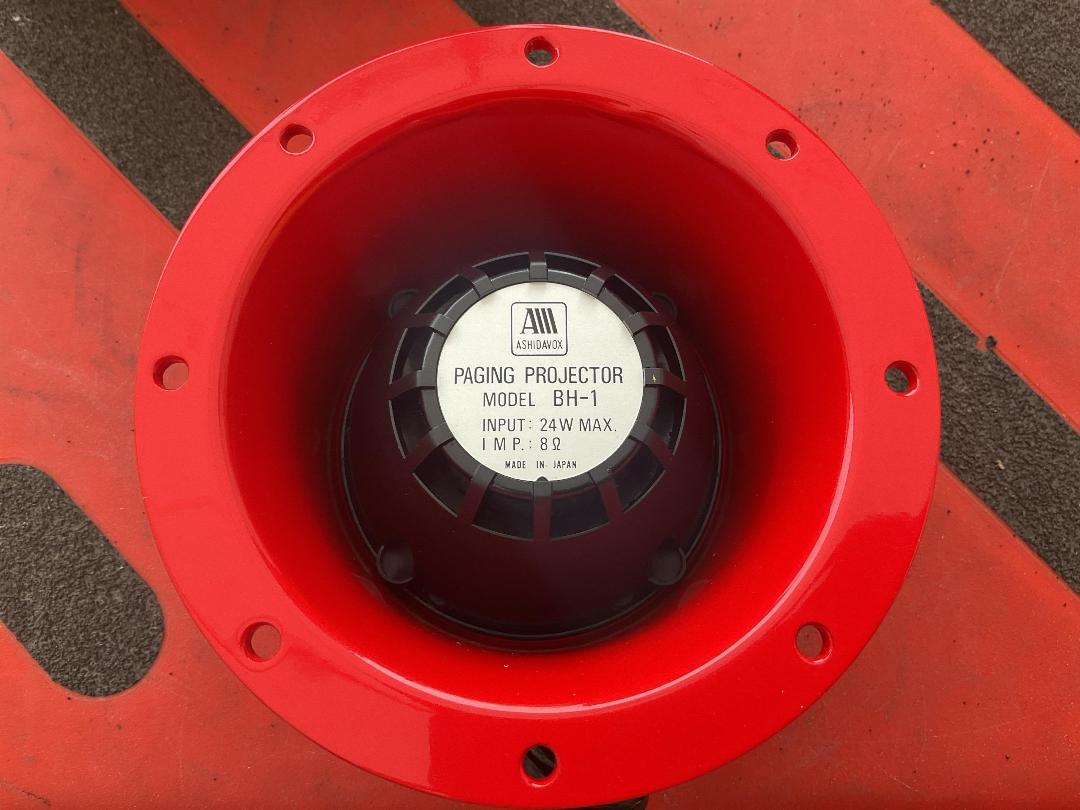 ASHIDAVOX
PAGING PROJECTOR
MODEL BH-1
INPUT: 24W MAX.
IMP.: 8Ω
MADE IN JAPAN